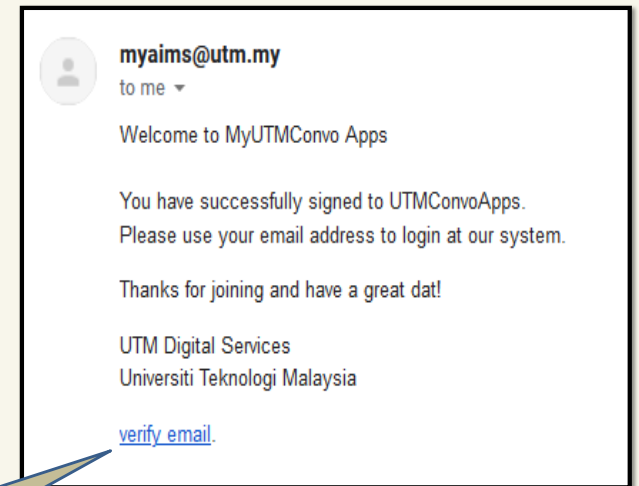 myaims@utm.my
to me
Welcome to MyUTMConvo Apps
You have successfully signed to UTMConvoApps.
Please use your email address to login at our system.
Thanks for joining and have a great dat!
UTM Digital Services
Universiti Teknologi Malaysia
verify email.